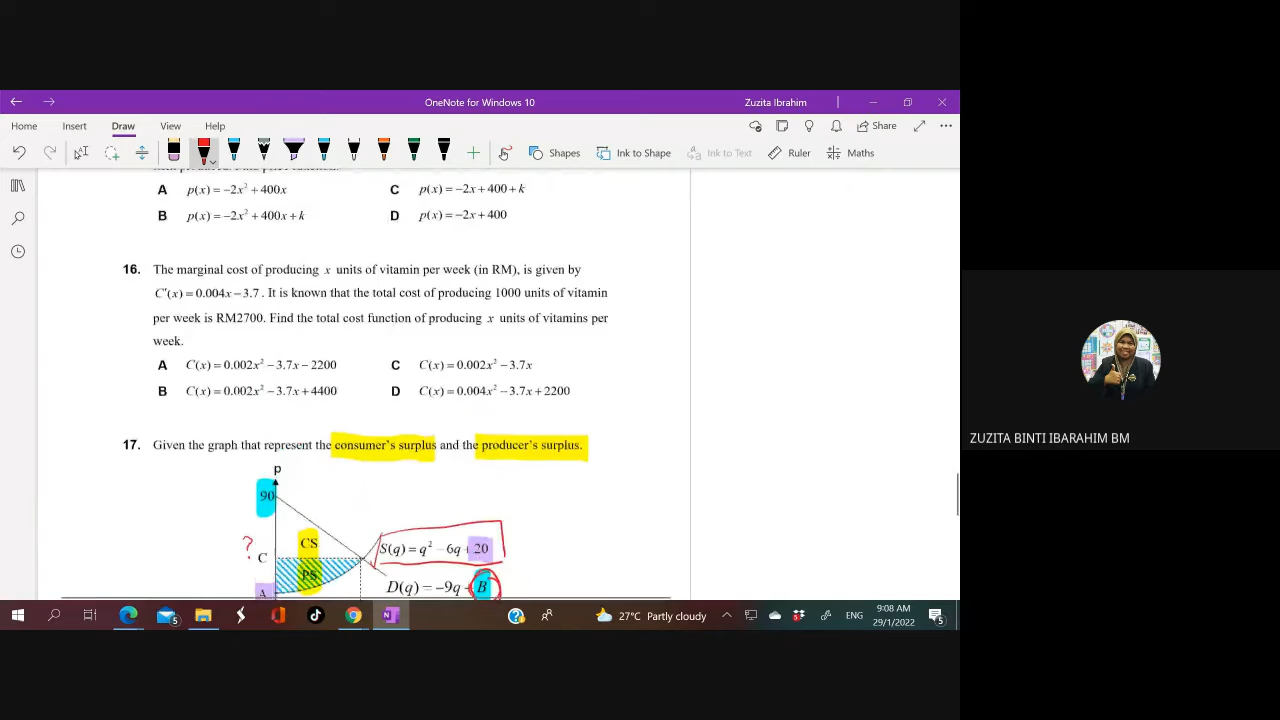 OneNote for Windows 10
Zuzita Ibrahim
Home Insert Draw View Help
Share
Shapes Ink to Shape Ink to Text Ruler Maths
A p(x) = −2x² + 400x
C p(x) = −2x + 400 + k
B p(x) = −2x² + 400x + k
D p(x) = −2x + 400
16. The marginal cost of producing x units of vitamin per week (in RM), is given by
C'(x) = 0.004x − 3.7. It is known that the total cost of producing 1000 units of vitamin
per week is RM2700. Find the total cost function of producing x units of vitamins per
week.
A C(x) = 0.002x² − 3.7x − 2200
C C(x) = 0.002x² − 3.7x
B C(x) = 0.002x² − 3.7x + 4400
D C(x) = 0.004x² − 3.7x + 2200
17. Given the graph that represent the consumer's surplus and the producer's surplus.
p
90
?
CS
C
S(q) = q² − 6q + 20
PS
D(q) = −9q + B
A
ZUZITA BINTI IBARAHIM BM
5
27°C Partly cloudy
ENG
9:08 AM
29/1/2022
5